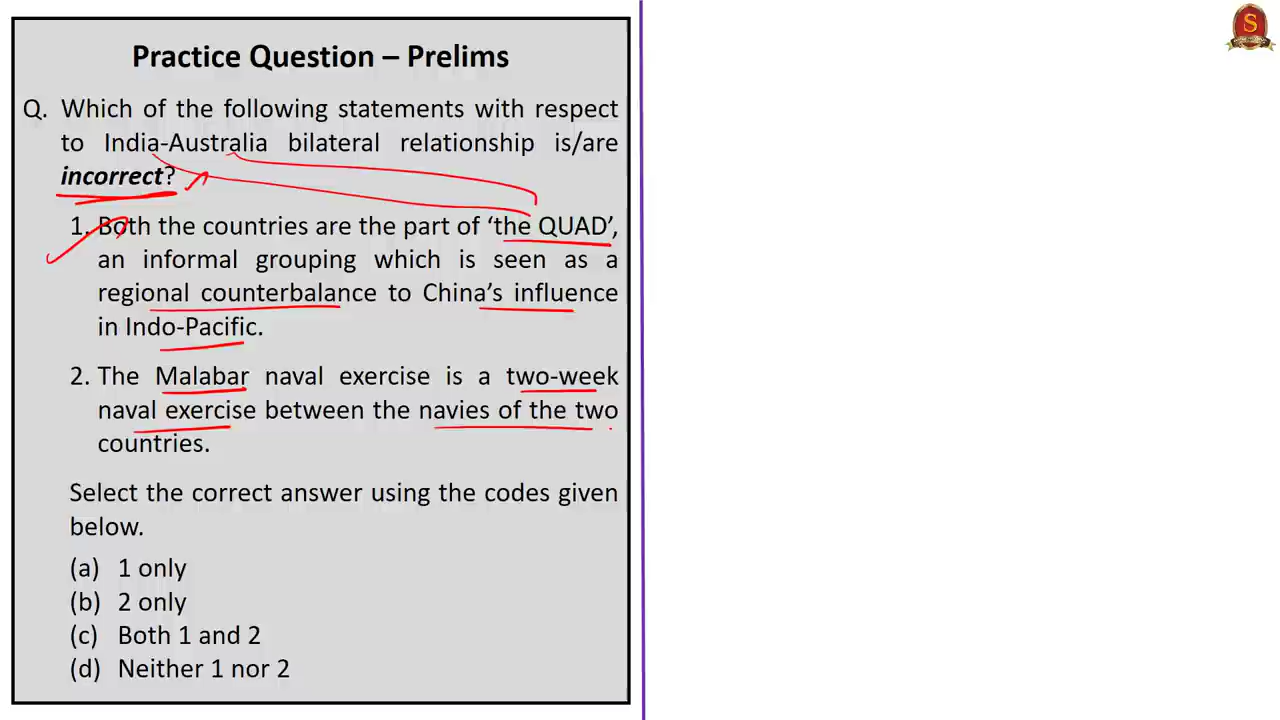 Practice Question – Prelims
Q. Which of the following statements with respect
to India-Australia bilateral relationship is/are
incorrect?
1. Both the countries are the part of ‘the QUAD’,
an informal grouping which is seen as a
regional counterbalance to China’s influence
in Indo-Pacific.
2. The Malabar naval exercise is a two-week
naval exercise between the navies of the two
countries.
Select the correct answer using the codes given
below.
(a) 1 only
(b) 2 only
(c) Both 1 and 2
(d) Neither 1 nor 2
S